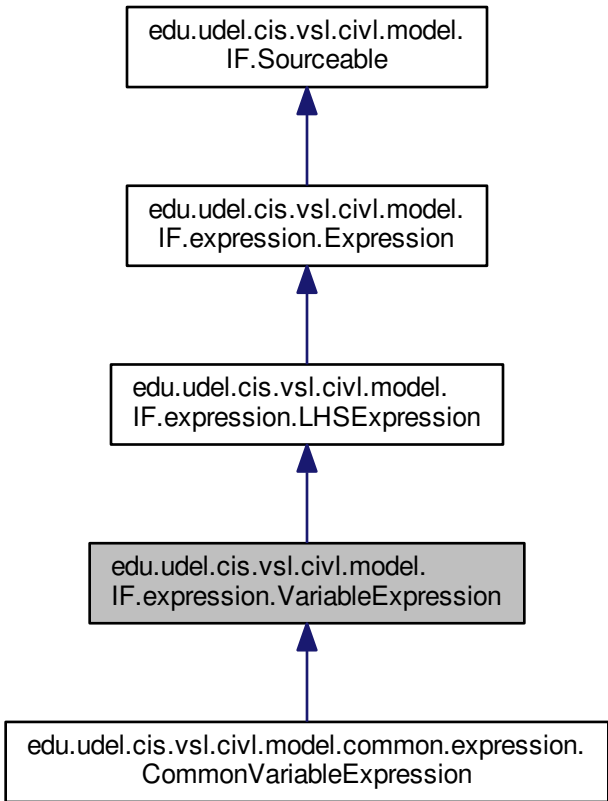 edu.udel.cis.vsl.civl.model.
IF.Sourceable
edu.udel.cis.vsl.civl.model.
IF.expression.Expression
edu.udel.cis.vsl.civl.model.
IF.expression.LHSExpression
edu.udel.cis.vsl.civl.model.
IF.expression.VariableExpression
edu.udel.cis.vsl.civl.model.common.expression.
CommonVariableExpression